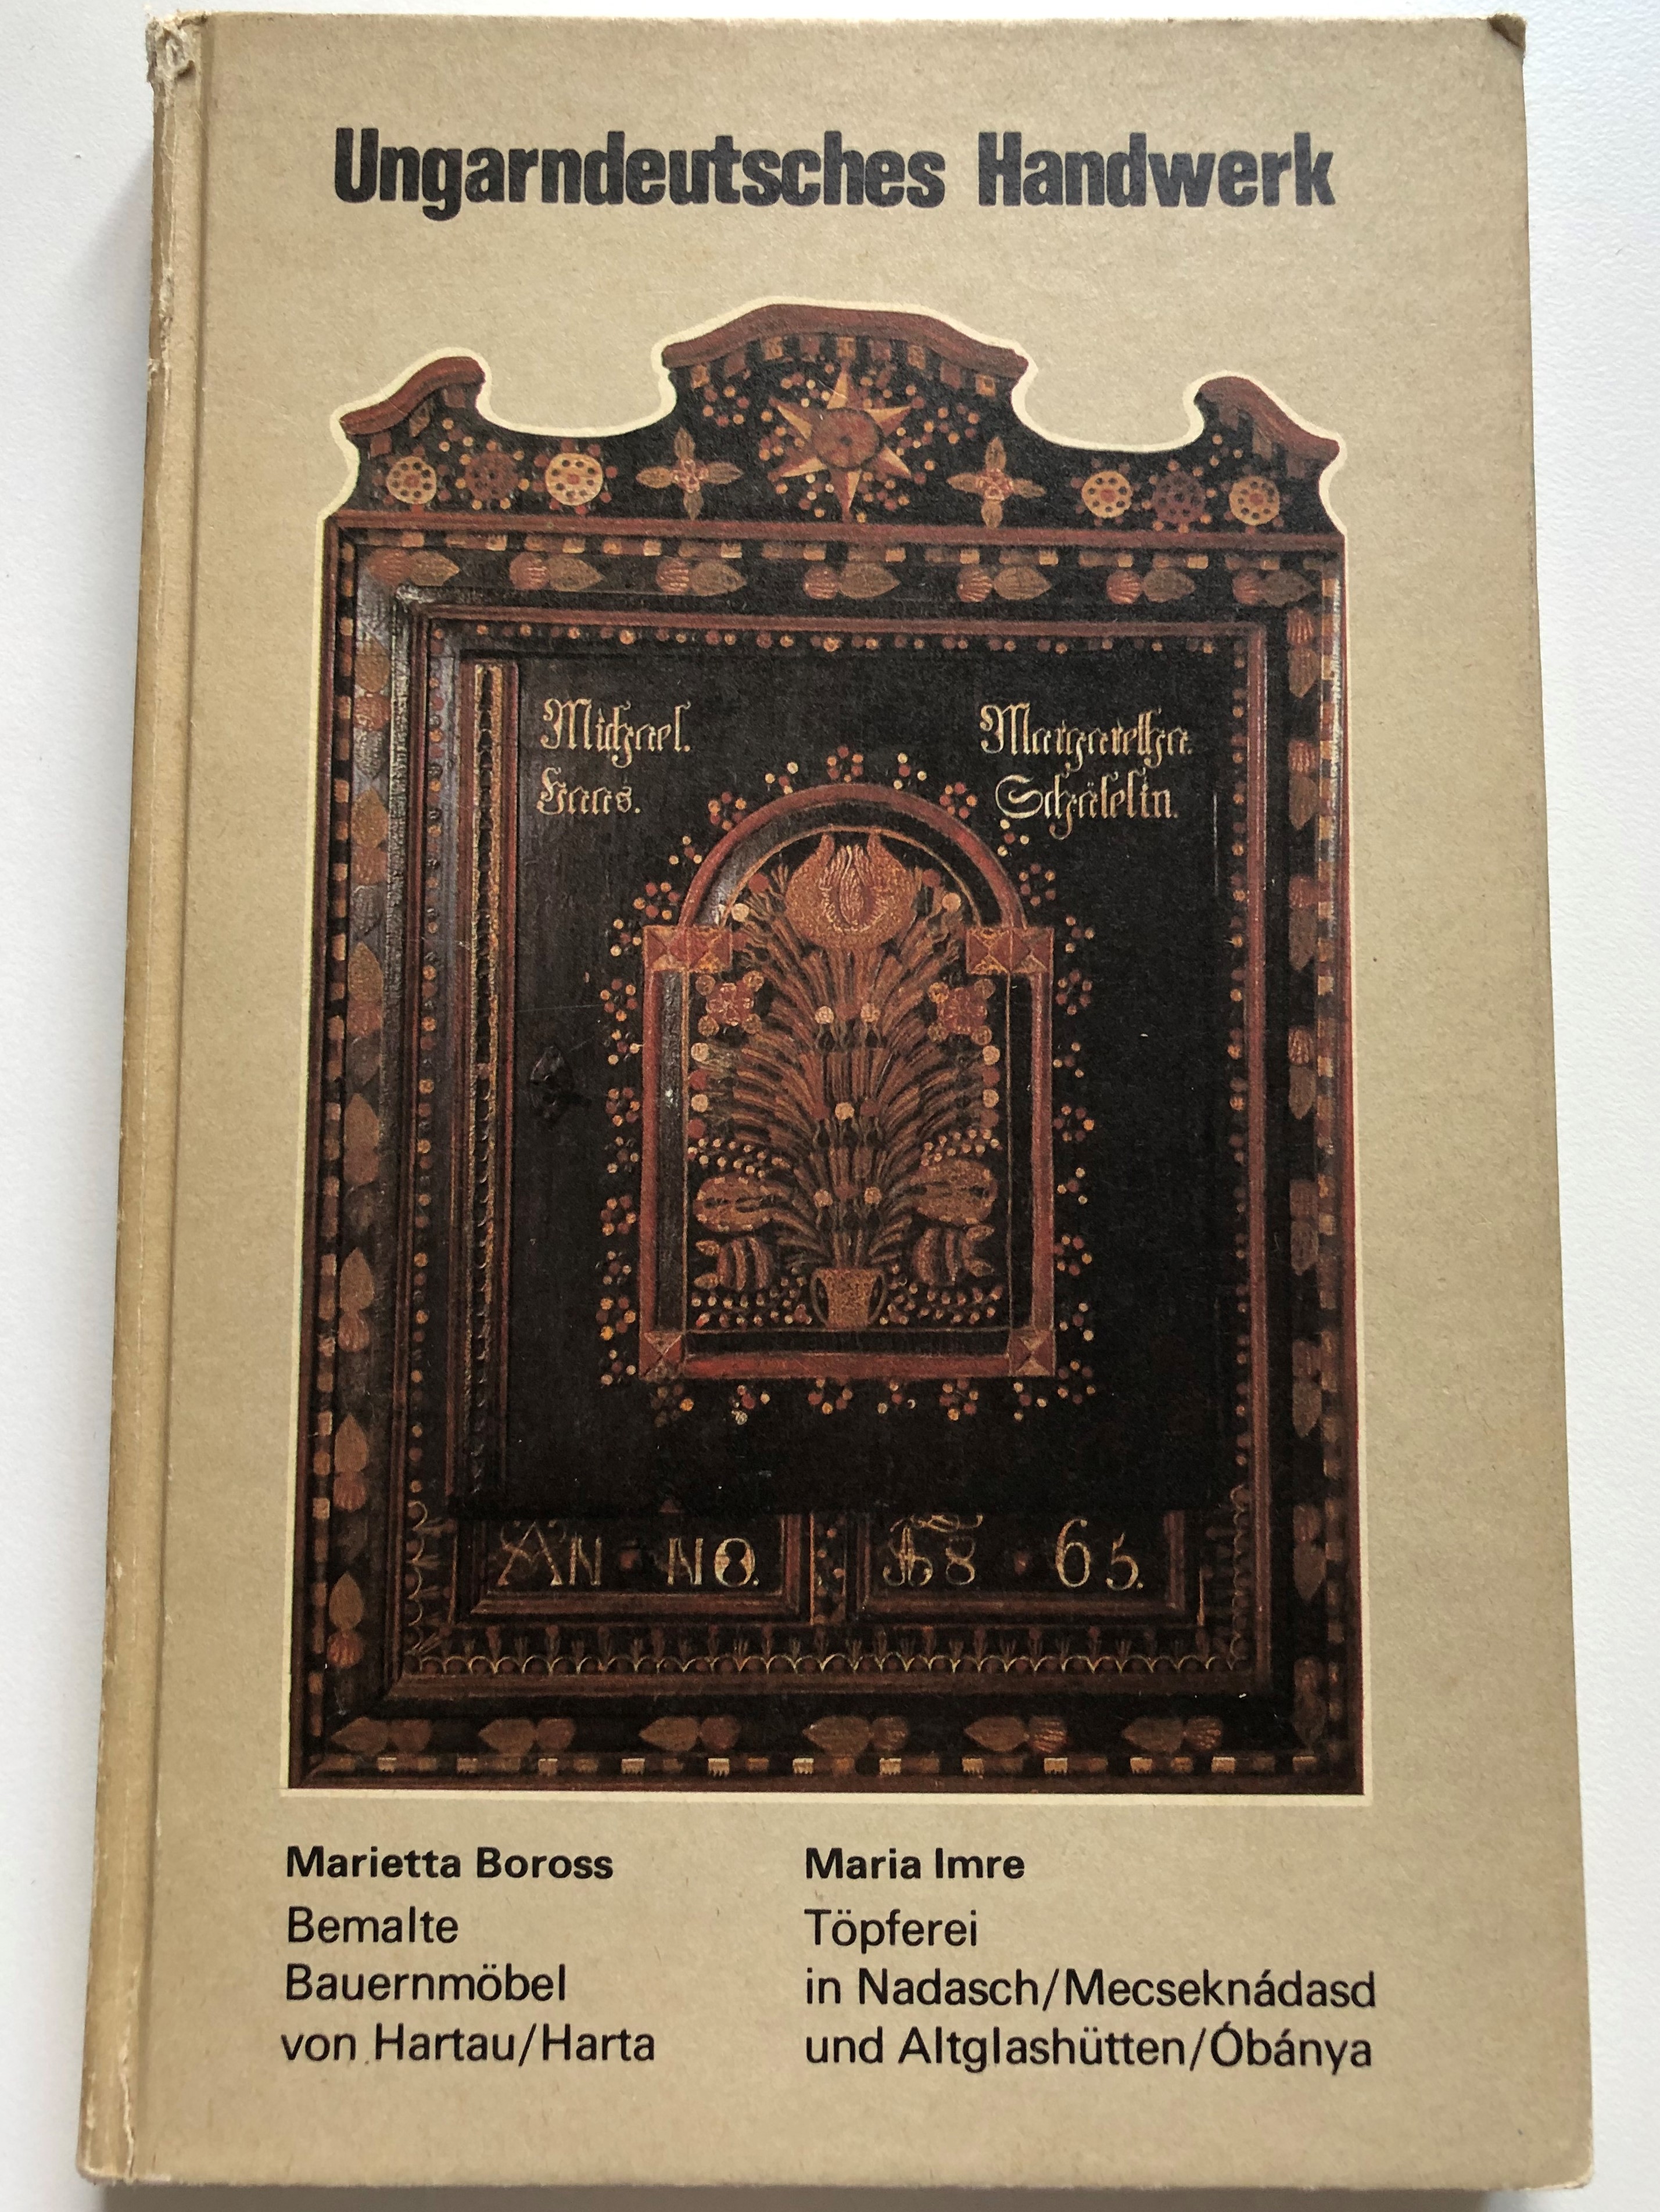 Ungarndeutsches Handwerk
Michael. Margaretha.
Haas.
AN NO. 18 65.
Marietta Boross
Bemalte
Bauernmöbel
von Hartau/Harta
Maria Imre
Töpferei
in Nadasch/Mecseknádasd
und Altglashütten/Óbánya